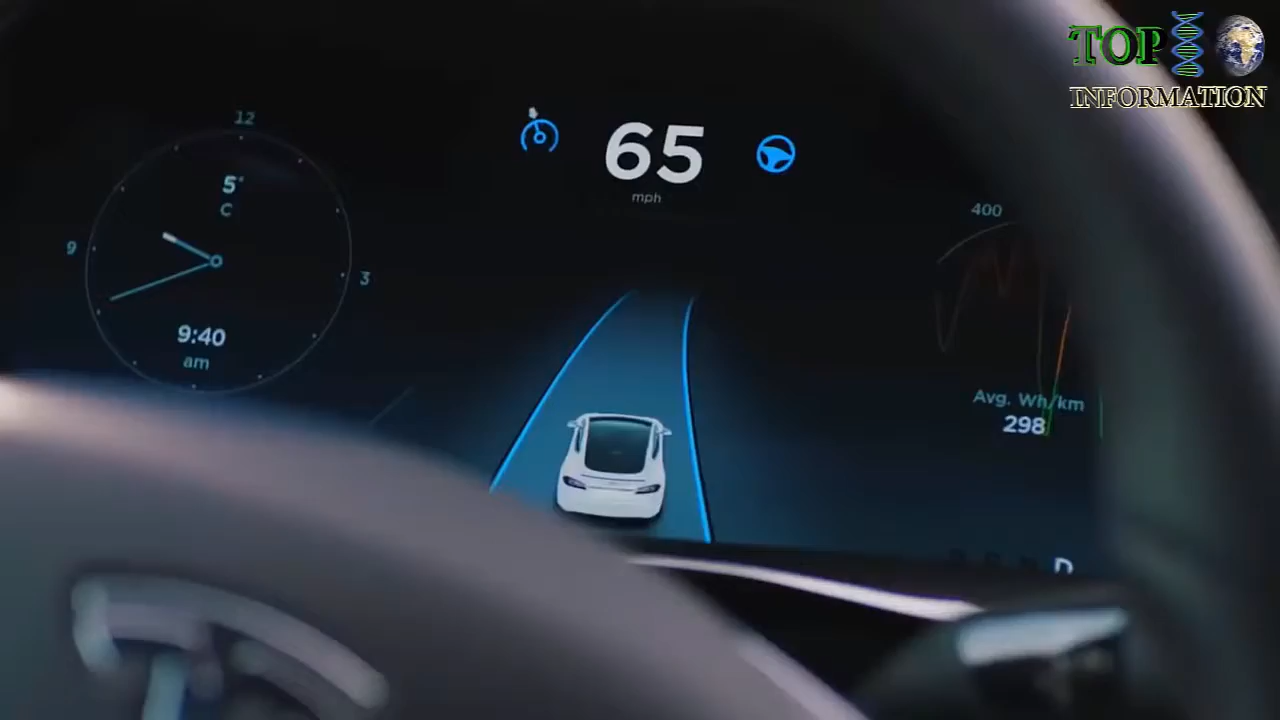 TOP
INFORMATION
12
5°
C
9
3
9:40
am
65
mph
400
Avg. Wh/km
298
D